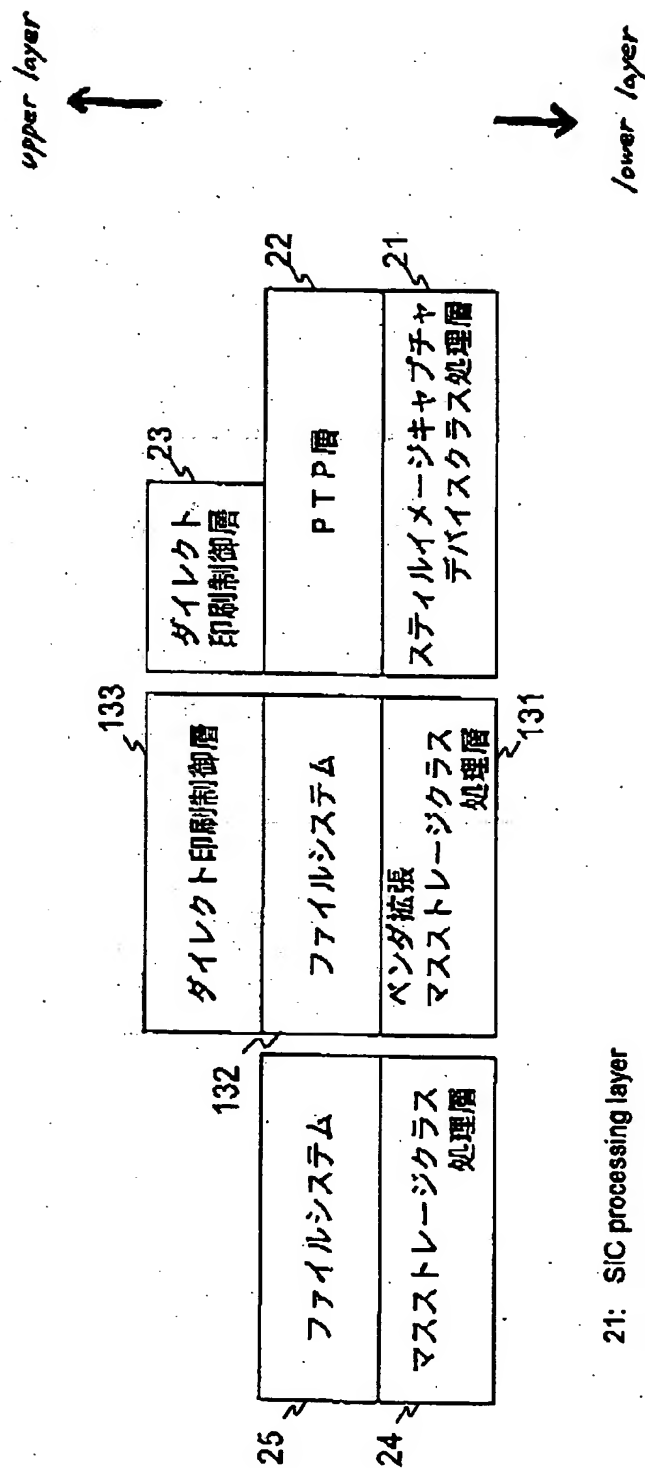 upper layer
23
ダイレクト
印刷制御層
22
PTP層
21
スティルイメージキャプチャ
デバイスクラス処理層
133
ダイレクト印刷制御層
132
ファイルシステム
ベンダ拡張
マスストレージクラス
処理層
131
25
ファイルシステム
24
マスストレージクラス
処理層
lower layer
21: SIC processing layer